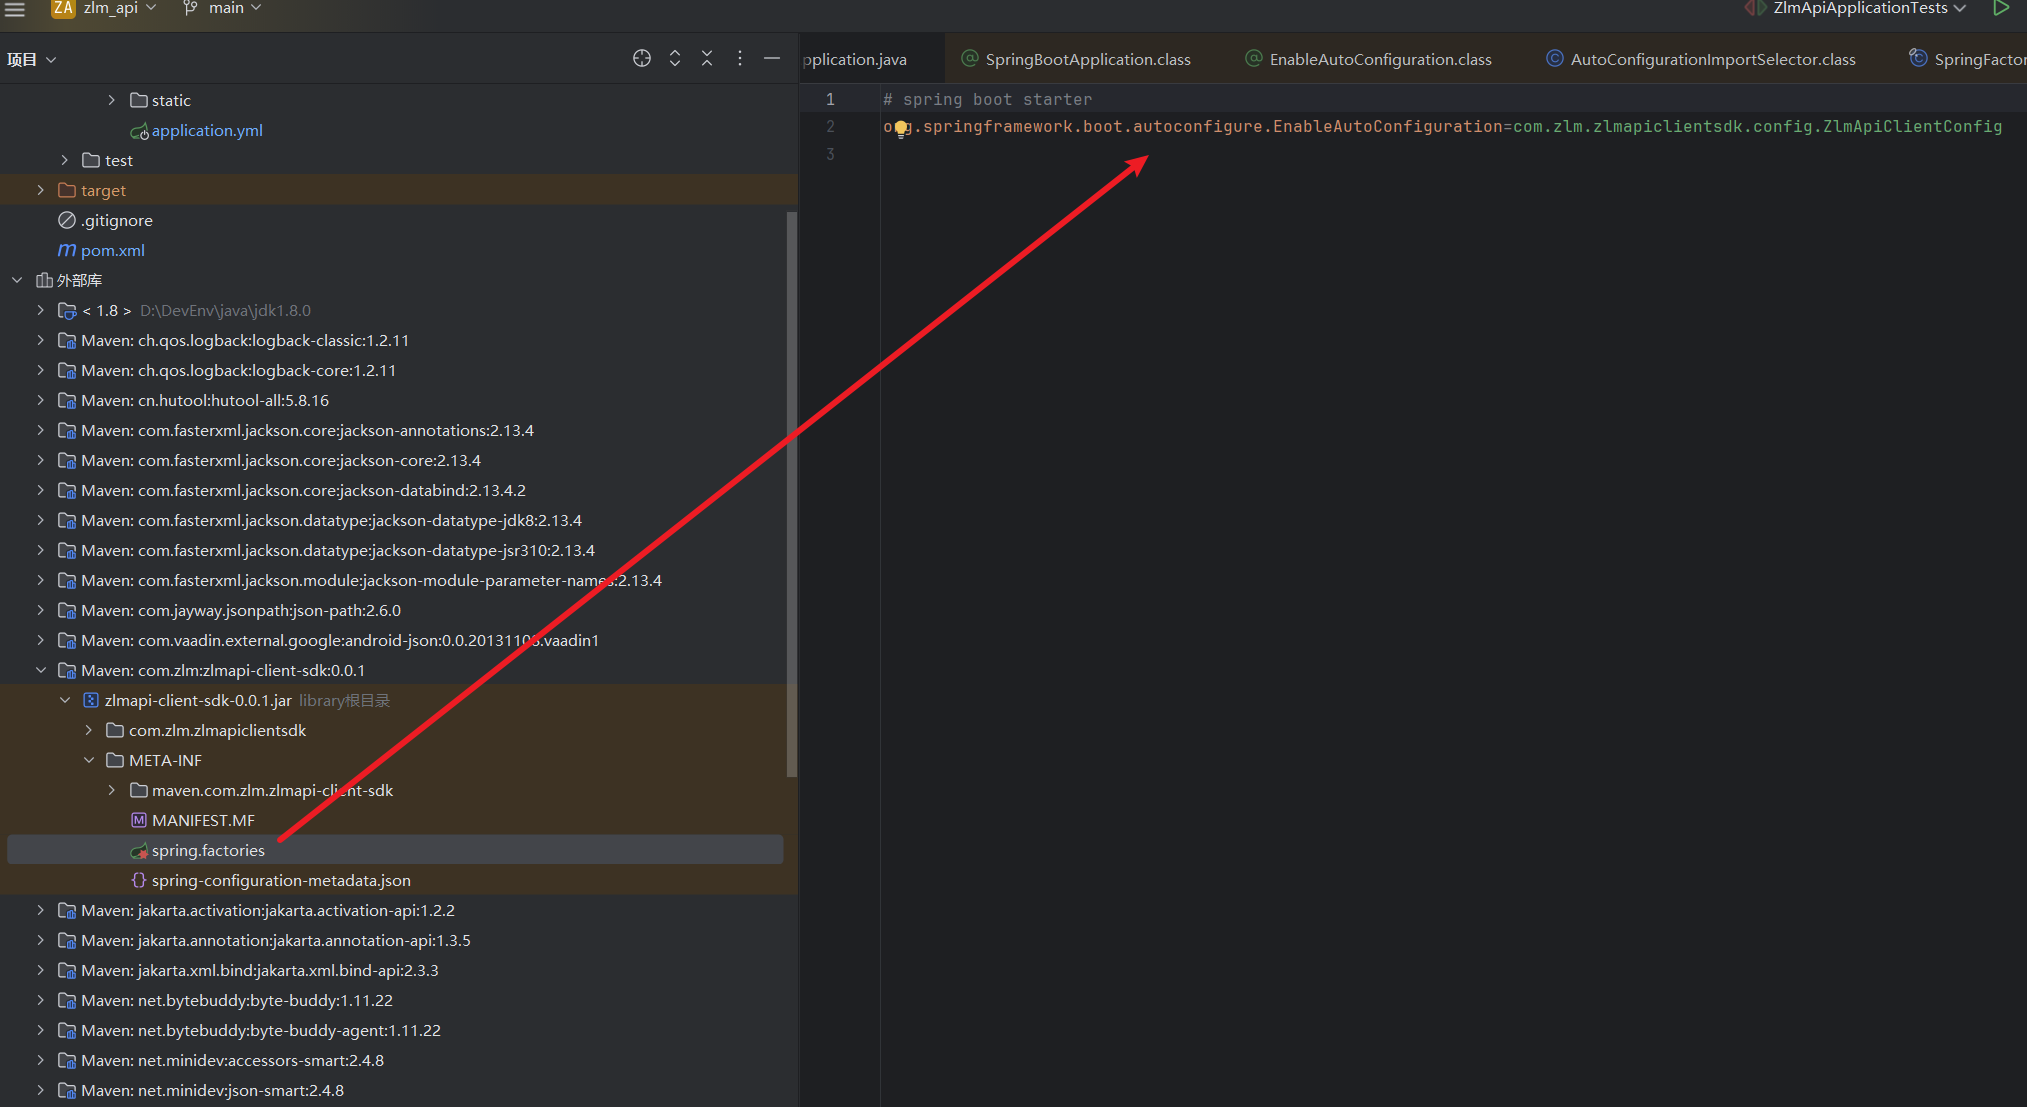 ZA zlm_api main ZlmApiApplicationTests
项目
pplication.java SpringBootApplication.class EnableAutoConfiguration.class AutoConfigurationImportSelector.class SpringFactor
static
application.yml
test
target
.gitignore
pom.xml
外部库
< 1.8 > D:\DevEnv\java\jdk1.8.0
Maven: ch.qos.logback:logback-classic:1.2.11
Maven: ch.qos.logback:logback-core:1.2.11
Maven: cn.hutool:hutool-all:5.8.16
Maven: com.fasterxml.jackson.core:jackson-annotations:2.13.4
Maven: com.fasterxml.jackson.core:jackson-core:2.13.4
Maven: com.fasterxml.jackson.core:jackson-databind:2.13.4.2
Maven: com.fasterxml.jackson.datatype:jackson-datatype-jdk8:2.13.4
Maven: com.fasterxml.jackson.datatype:jackson-datatype-jsr310:2.13.4
Maven: com.fasterxml.jackson.module:jackson-module-parameter-names:2.13.4
Maven: com.jayway.jsonpath:json-path:2.6.0
Maven: com.vaadin.external.google:android-json:0.0.20131108.vaadin1
Maven: com.zlm:zlmapi-client-sdk:0.0.1
zlmapi-client-sdk-0.0.1.jar library根目录
com.zlm.zlmapiclientsdk
META-INF
maven.com.zlm.zlmapi-client-sdk
MANIFEST.MF
spring.factories
spring-configuration-metadata.json
Maven: jakarta.activation:jakarta.activation-api:1.2.2
Maven: jakarta.annotation:jakarta.annotation-api:1.3.5
Maven: jakarta.xml.bind:jakarta.xml.bind-api:2.3.3
Maven: net.bytebuddy:byte-buddy:1.11.22
Maven: net.bytebuddy:byte-buddy-agent:1.11.22
Maven: net.minidev:accessors-smart:2.4.8
Maven: net.minidev:json-smart:2.4.8
1 # spring boot starter
2 org.springframework.boot.autoconfigure.EnableAutoConfiguration=com.zlm.zlmapiclientsdk.config.ZlmApiClientConfig
3